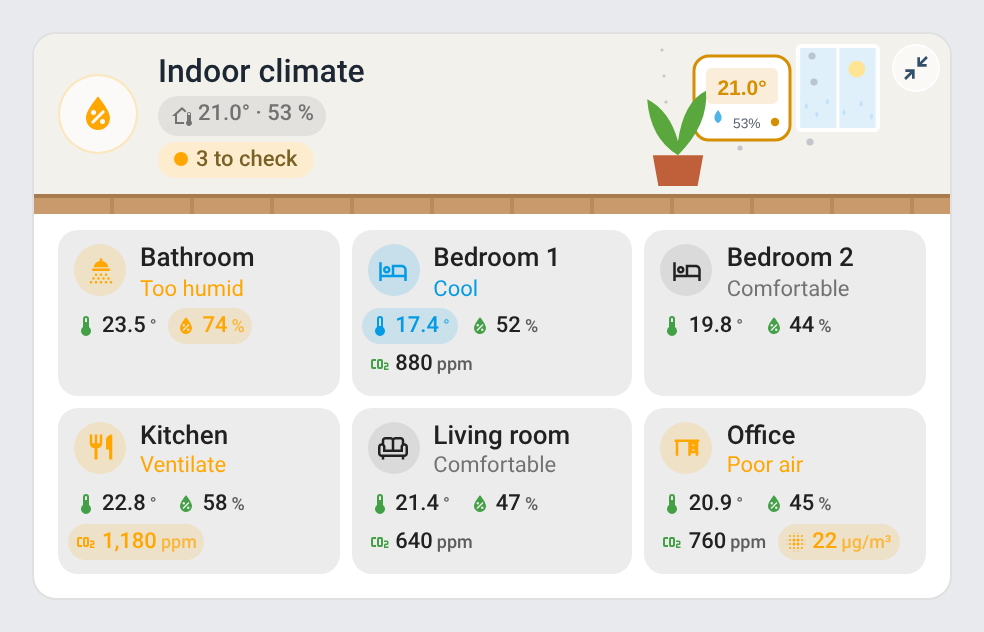 Indoor climate
21.0° · 53 %
3 to check
21.0°
53%
Bathroom
Too humid
23.5 °
74 %
Bedroom 1
Cool
17.4 °
52 %
CO₂ 880 ppm
Bedroom 2
Comfortable
19.8 °
44 %
Kitchen
Ventilate
22.8 °
58 %
CO₂ 1,180 ppm
Living room
Comfortable
21.4 °
47 %
CO₂ 640 ppm
Office
Poor air
20.9 °
45 %
CO₂ 760 ppm
22 µg/m³